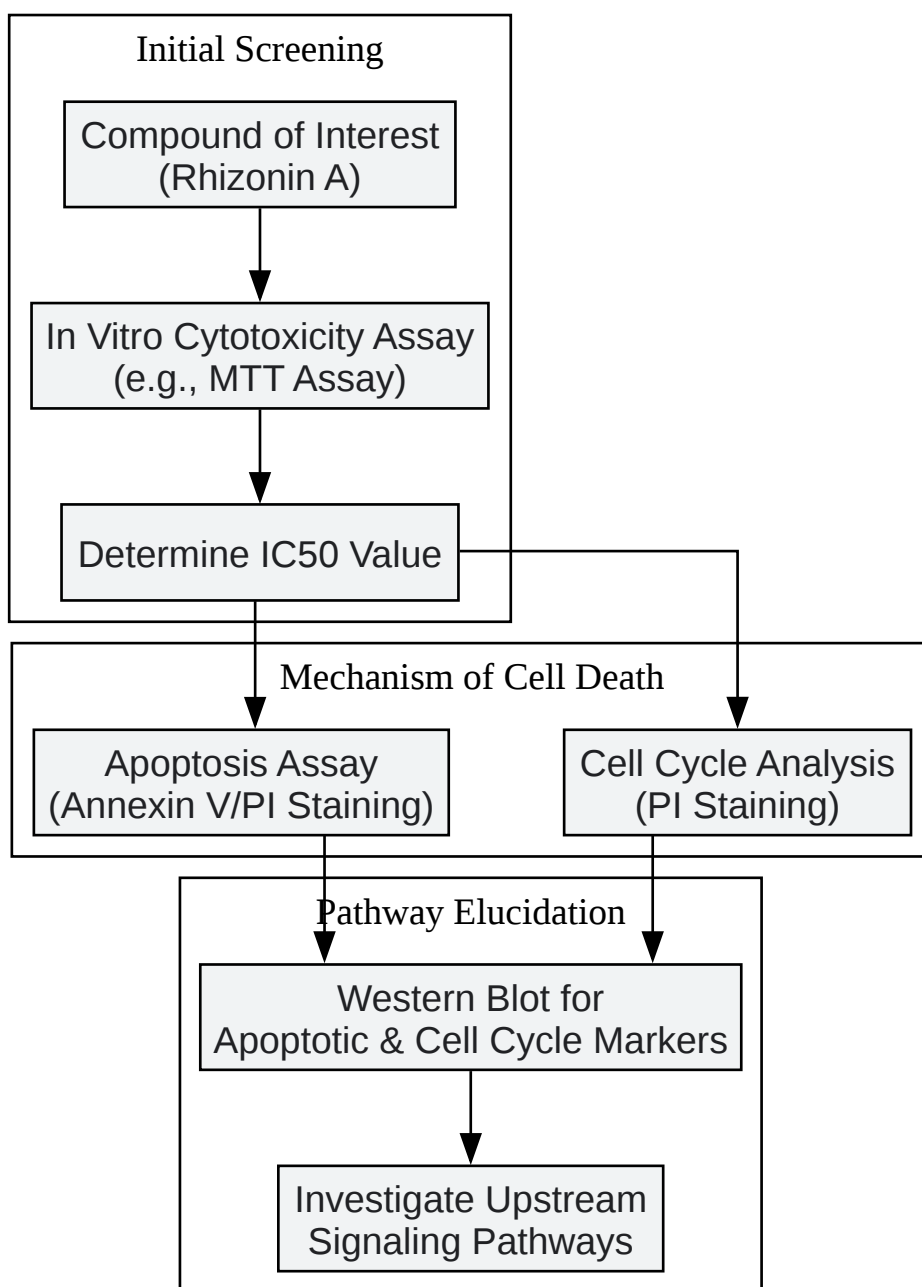 Initial Screening
Compound of Interest
(Rhizonin A)
In Vitro Cytotoxicity Assay
(e.g., MTT Assay)
Determine IC50 Value
Mechanism of Cell Death
Apoptosis Assay
(Annexin V/PI Staining)
Cell Cycle Analysis
(PI Staining)
Pathway Elucidation
Western Blot for
Apoptotic & Cell Cycle Markers
Investigate Upstream
Signaling Pathways